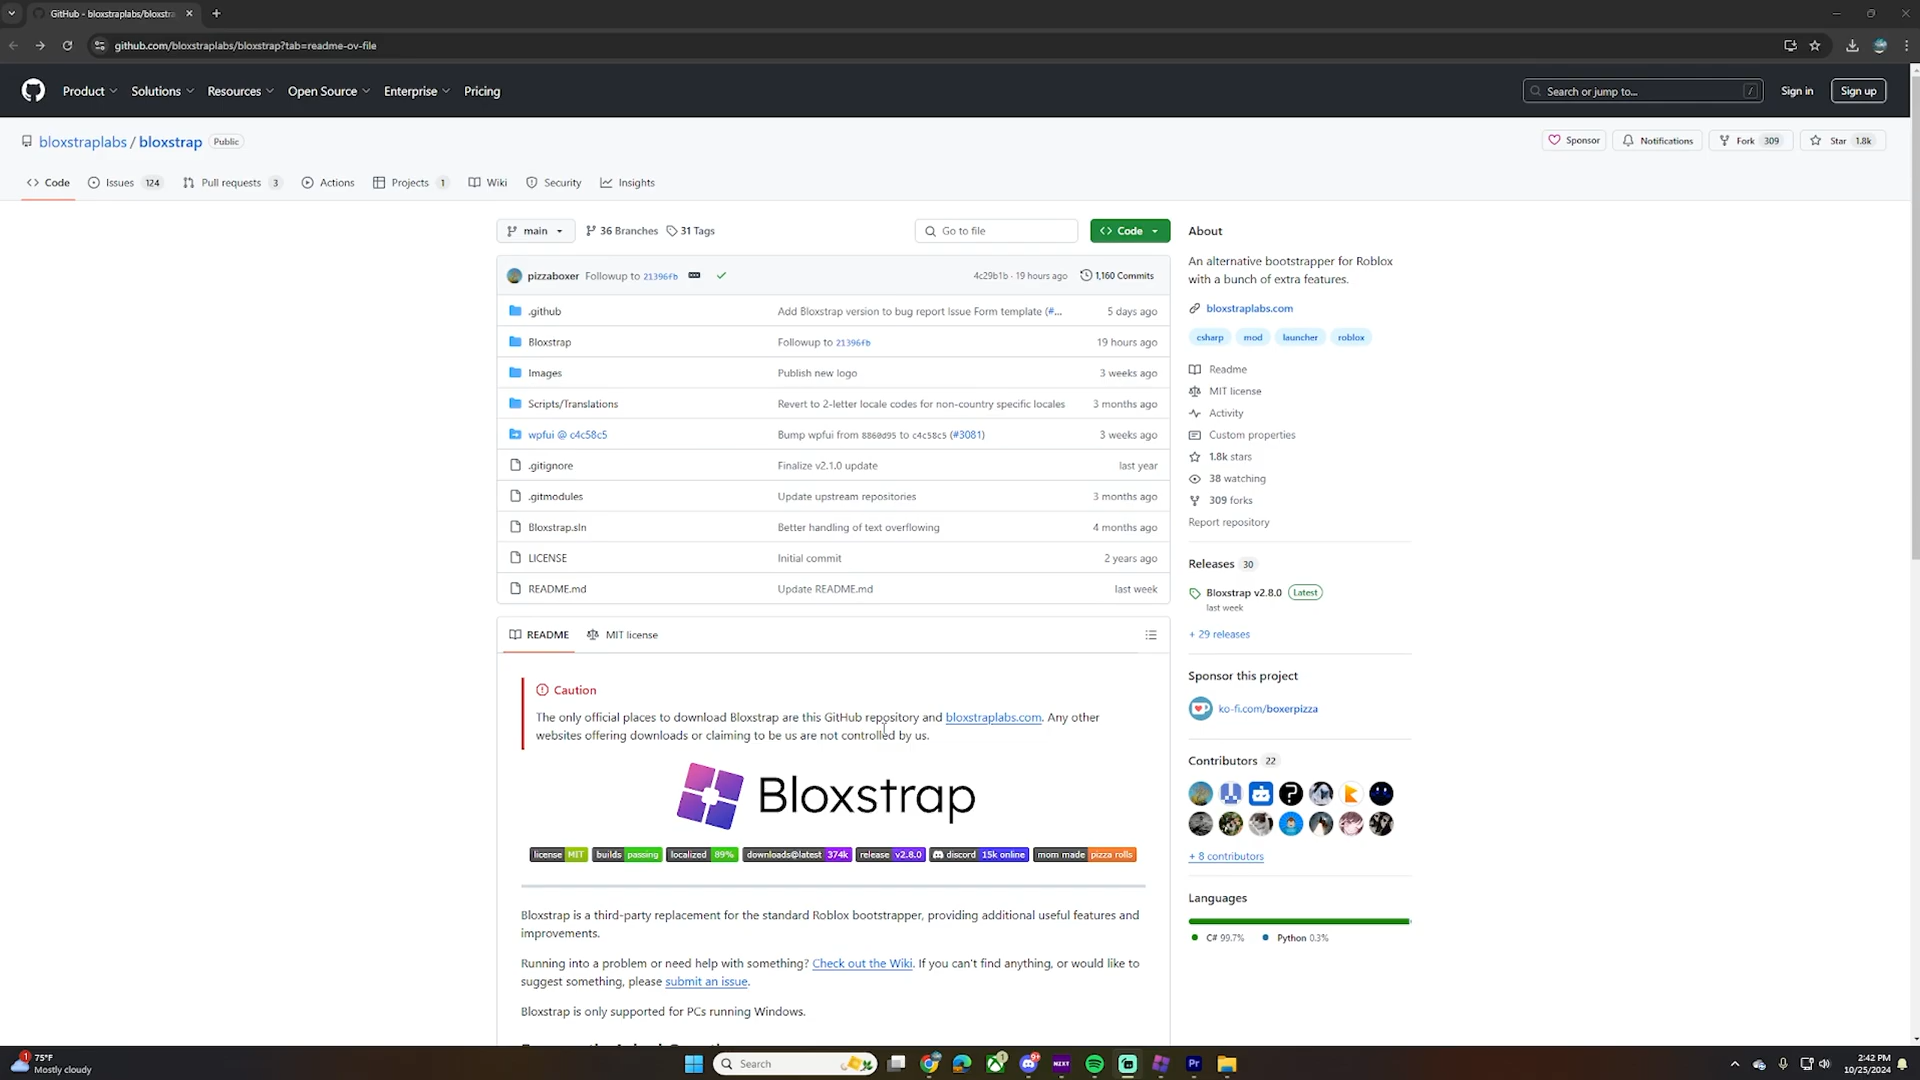 GitHub - bloxstraplabs/bloxstra
github.com/bloxstraplabs/bloxstrap?tab=readme-ov-file
Product Solutions Resources Open Source Enterprise Pricing
Search or jump to... /
Sign in
Sign up
bloxstraplabs / bloxstrap Public
Sponsor Notifications Fork 309 Star 1.8k
Code Issues 124 Pull requests 3 Actions Projects 1 Wiki Security Insights
main 36 Branches 31 Tags
Go to file
Code
pizzaboxer Followup to 21396fb
4c29b1b · 19 hours ago 1,160 Commits
.github Add Bloxstrap version to bug report Issue Form template (#... 5 days ago
Bloxstrap Followup to 21396fb 19 hours ago
Images Publish new logo 3 weeks ago
Scripts/Translations Revert to 2-letter locale codes for non-country specific locales 3 months ago
wpfui @ c4c58c5 Bump wpfui from 8860d95 to c4c58c5 (#3081) 3 weeks ago
.gitignore Finalize v2.1.0 update last year
.gitmodules Update upstream repositories 3 months ago
Bloxstrap.sln Better handling of text overflowing 4 months ago
LICENSE Initial commit 2 years ago
README.md Update README.md last week
README MIT license
Caution
The only official places to download Bloxstrap are this GitHub repository and bloxstraplabs.com. Any other
websites offering downloads or claiming to be us are not controlled by us.
Bloxstrap
license MIT builds passing localized 89% downloads@latest 374k release v2.8.0 discord 15k online mom made pizza rolls
Bloxstrap is a third-party replacement for the standard Roblox bootstrapper, providing additional useful features and
improvements.
Running into a problem or need help with something? Check out the Wiki. If you can't find anything, or would like to
suggest something, please submit an issue.
Bloxstrap is only supported for PCs running Windows.
About
An alternative bootstrapper for Roblox
with a bunch of extra features.
bloxstraplabs.com
csharp mod launcher roblox
Readme
MIT license
Activity
Custom properties
1.8k stars
38 watching
309 forks
Report repository
Releases 30
Bloxstrap v2.8.0 Latest
last week
+ 29 releases
Sponsor this project
ko-fi.com/boxerpizza
Contributors 22
+ 8 contributors
Languages
C# 99.7% Python 0.3%
1
75°F
Mostly cloudy
Search
NZXT
Pr
2:42 PM
10/25/2024